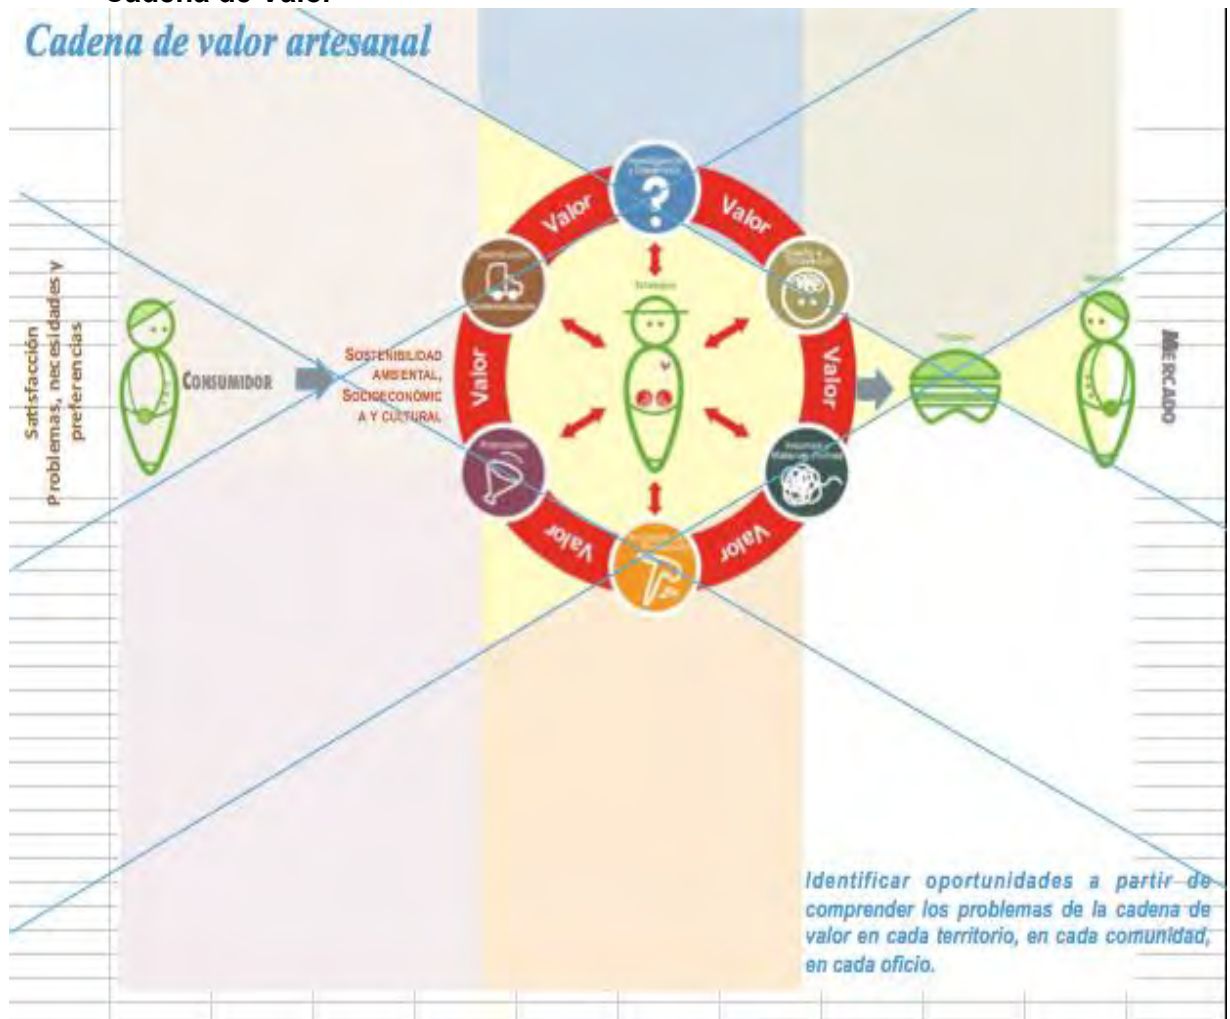 Cadena de Valor
Cadena de valor artesanal
Valor
Valor
Satisfacción
Problemas, necesidades y
preferencias
CONSUMIDOR
SOSTENIBILIDAD
AMBIENTAL,
SOCIOECONÓMIC
A Y CULTURAL
Valor
Valor
MERCADO
Promoción
Valor
Valor
Identificar oportunidades a partir de
comprender los problemas de la cadena de
valor en cada territorio, en cada comunidad,
en cada oficio.